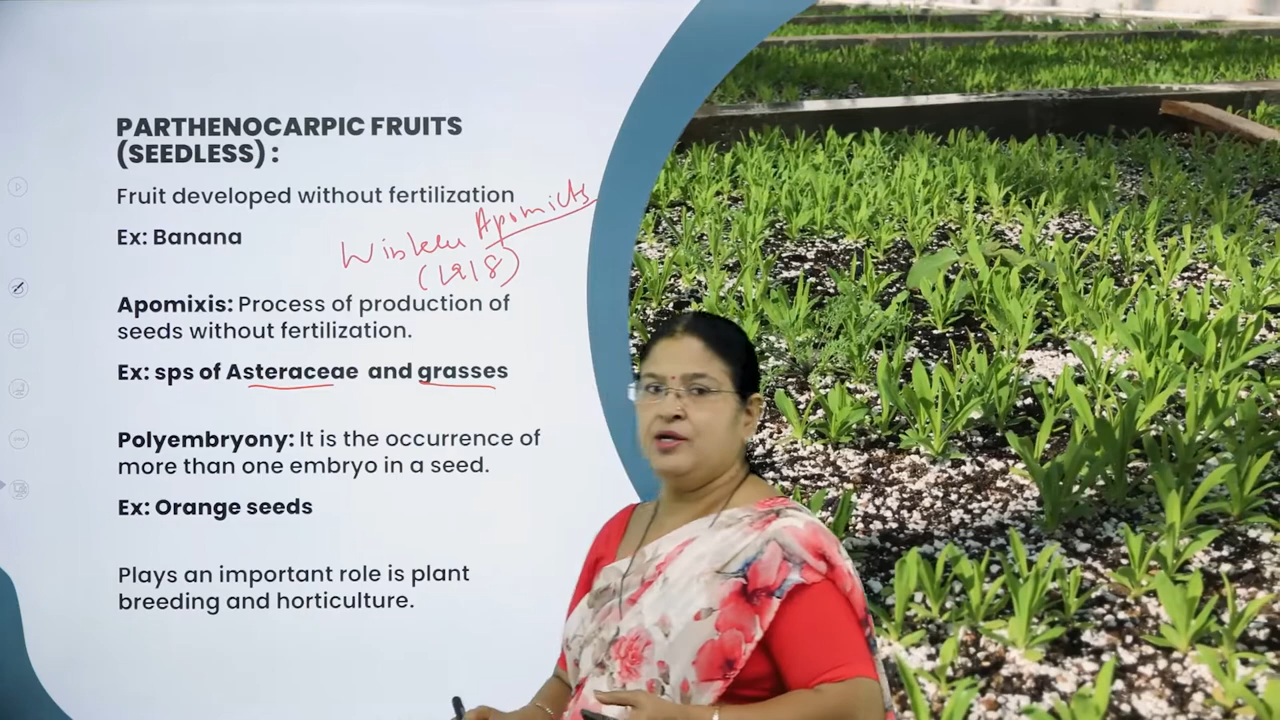 PARTHENOCARPIC FRUITS
(SEEDLESS) :
Fruit developed without fertilization
Apomicts
Ex: Banana
(1918)
Apomixis: Process of production of
seeds without fertilization.
Ex: sps of Asteraceae and grasses
Polyembryony: It is the occurrence of
more than one embryo in a seed.
Ex: Orange seeds
Plays an important role is plant
breeding and horticulture.